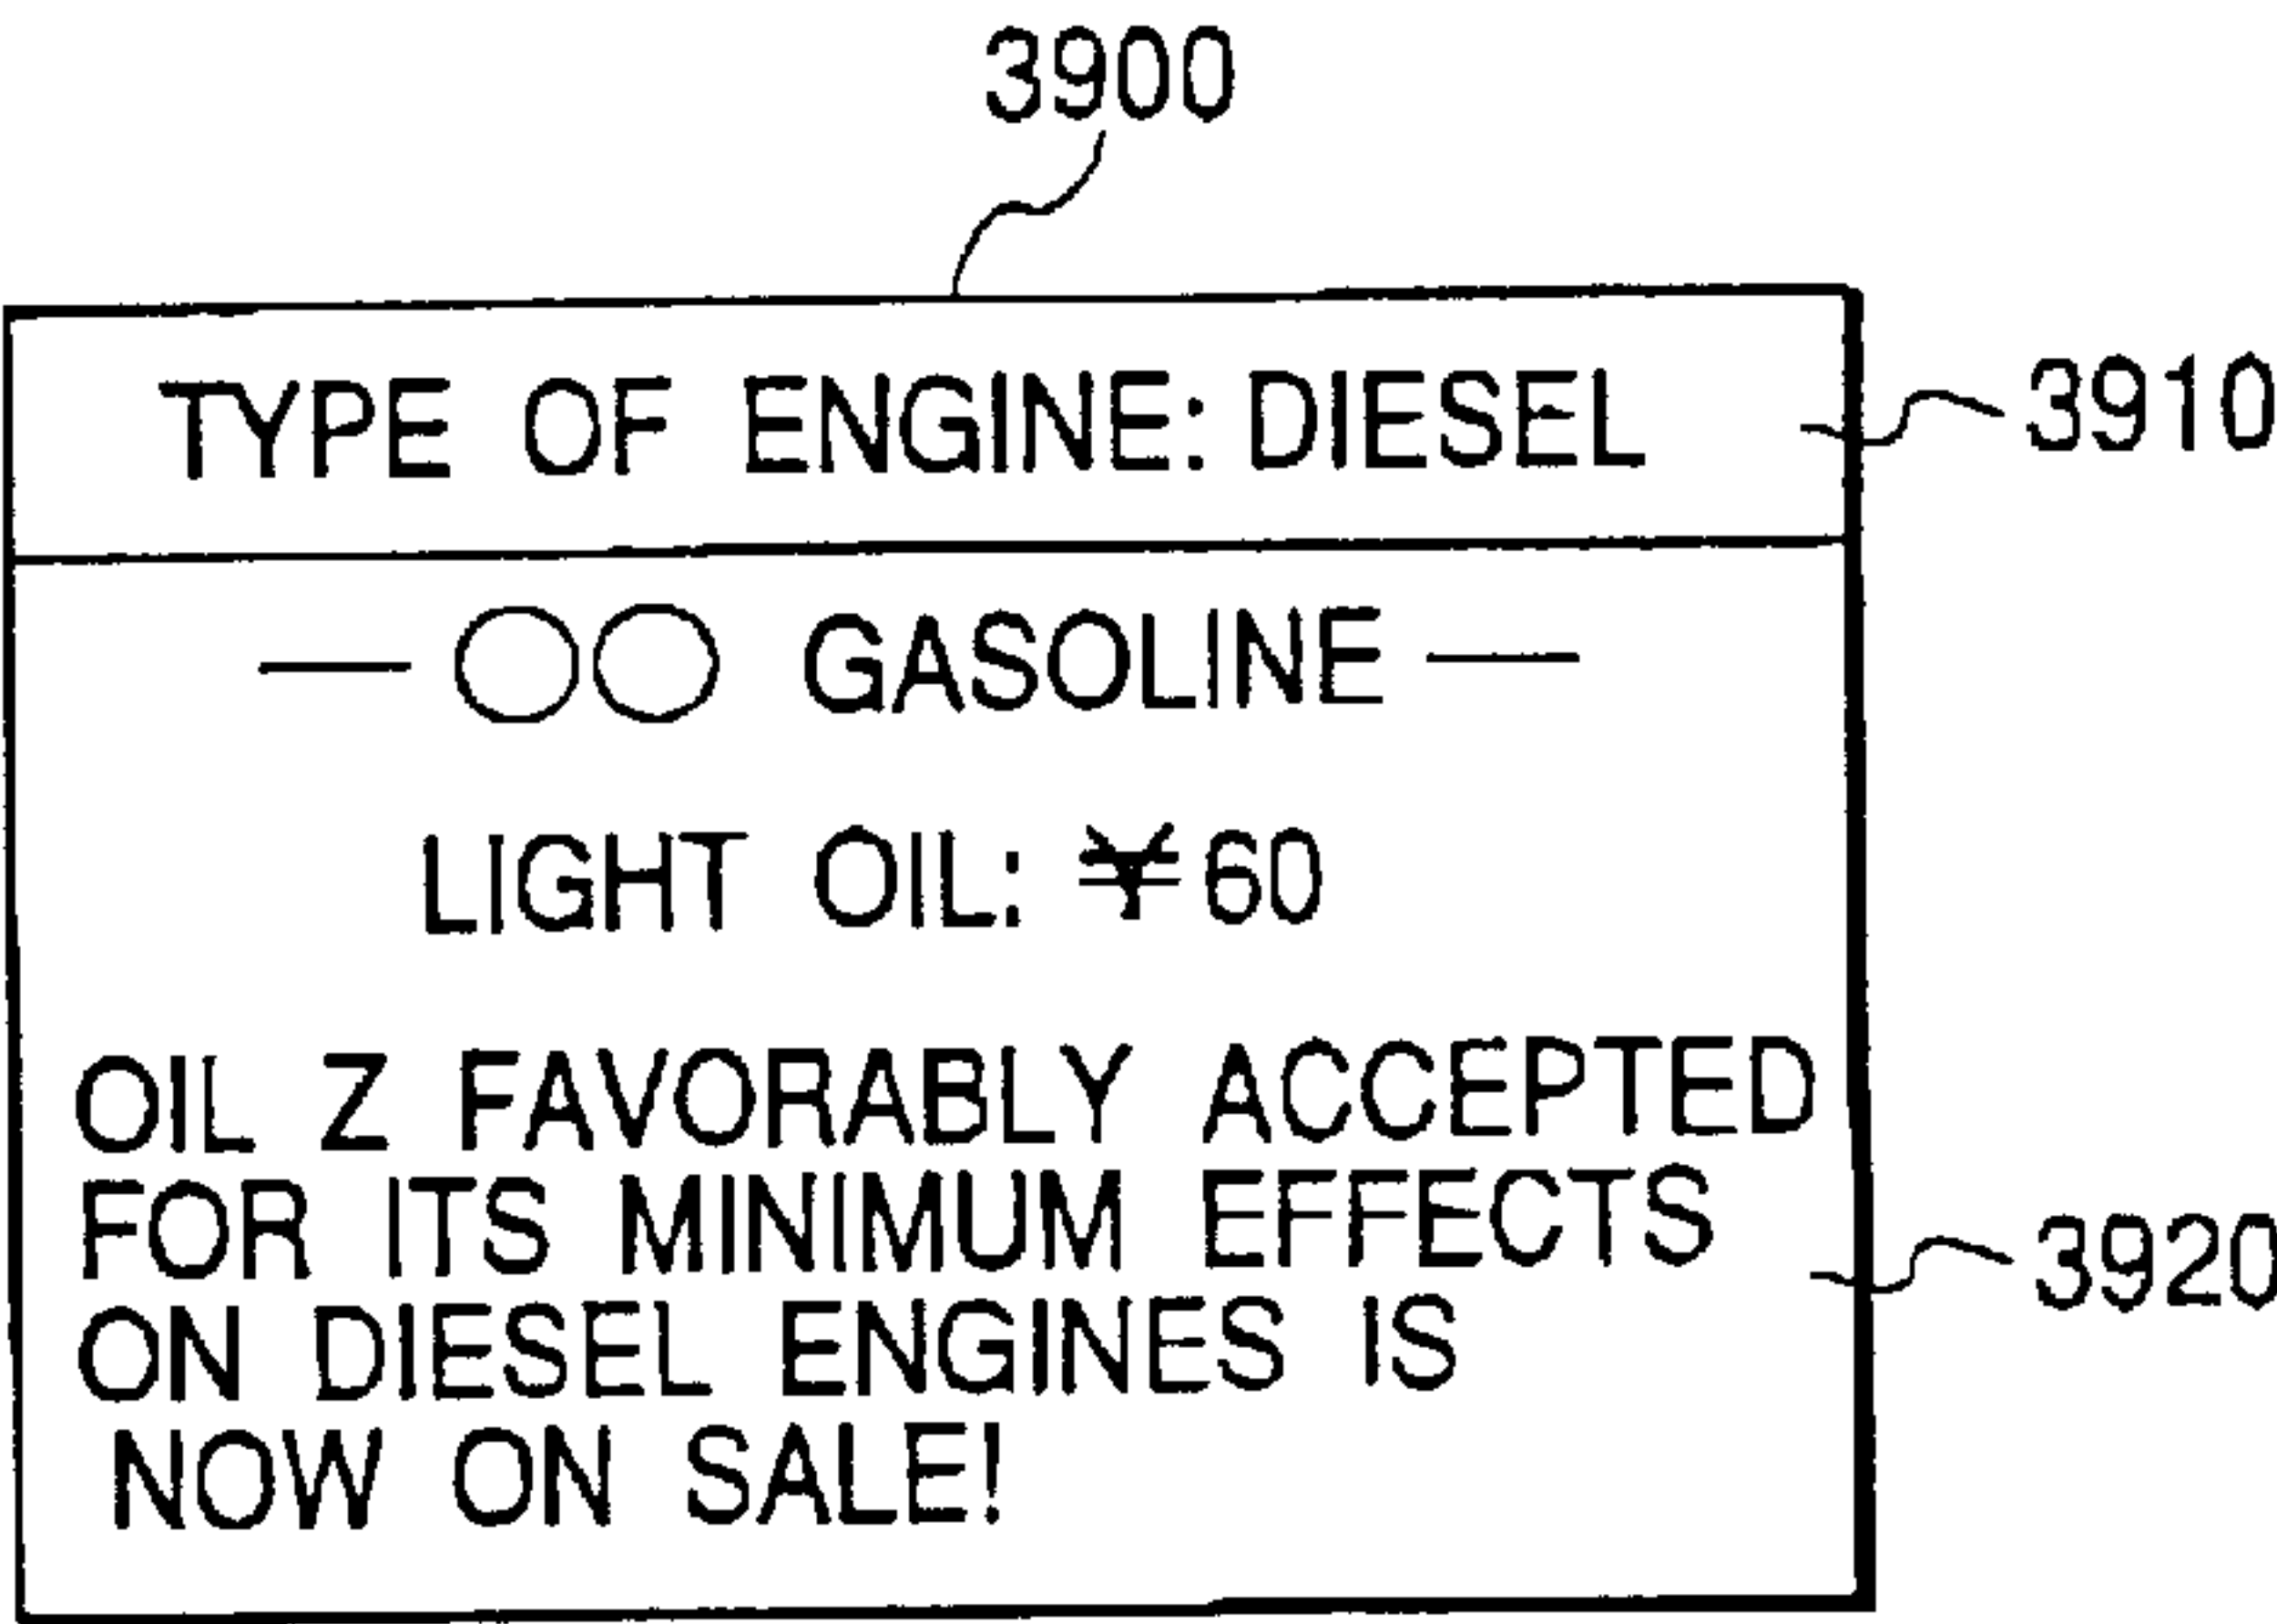 3900
TYPE OF ENGINE: DIESEL
3910
— ○○ GASOLINE —
LIGHT OIL: ¥60
OIL Z FAVORABLY ACCEPTED
FOR ITS MINIMUM EFFECTS
ON DIESEL ENGINES IS
NOW ON SALE!
3920